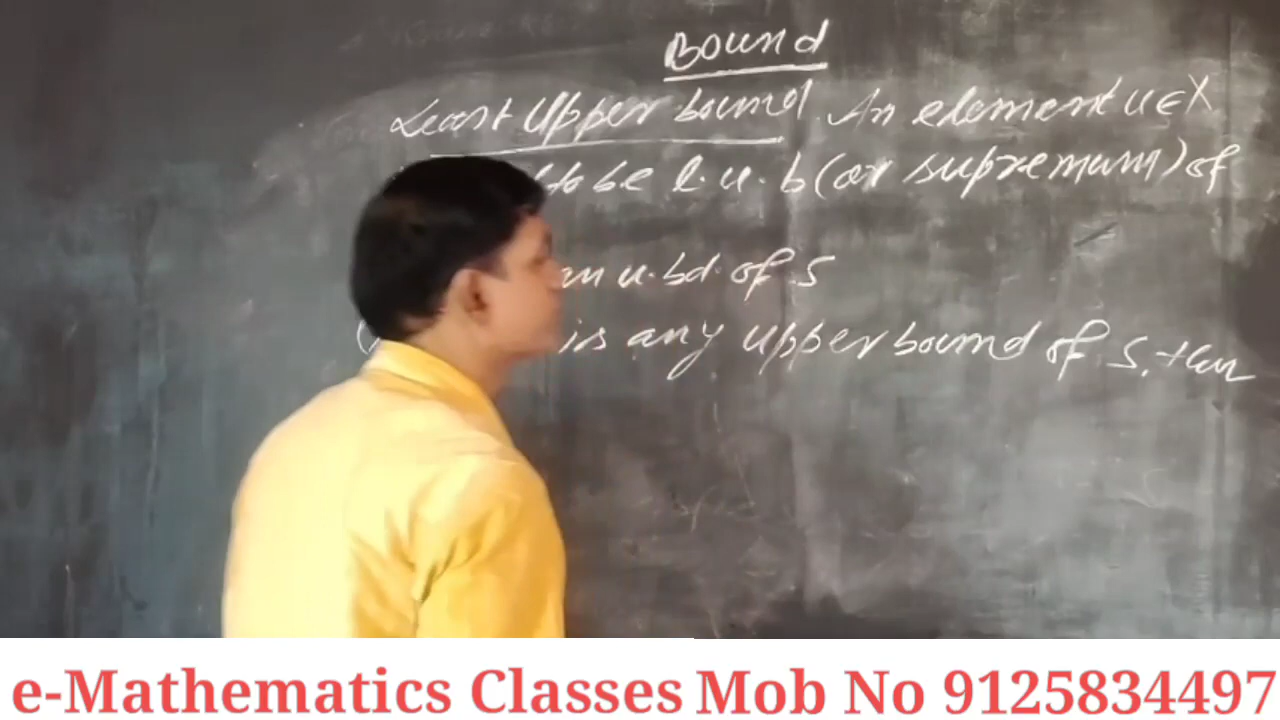 Bound
Least Upper bound. An element u ∈ X
to be l.u.b (or supremum) of
an u.bd. of S
is any upper bound of S, then
e-Mathematics Classes Mob No 9125834497